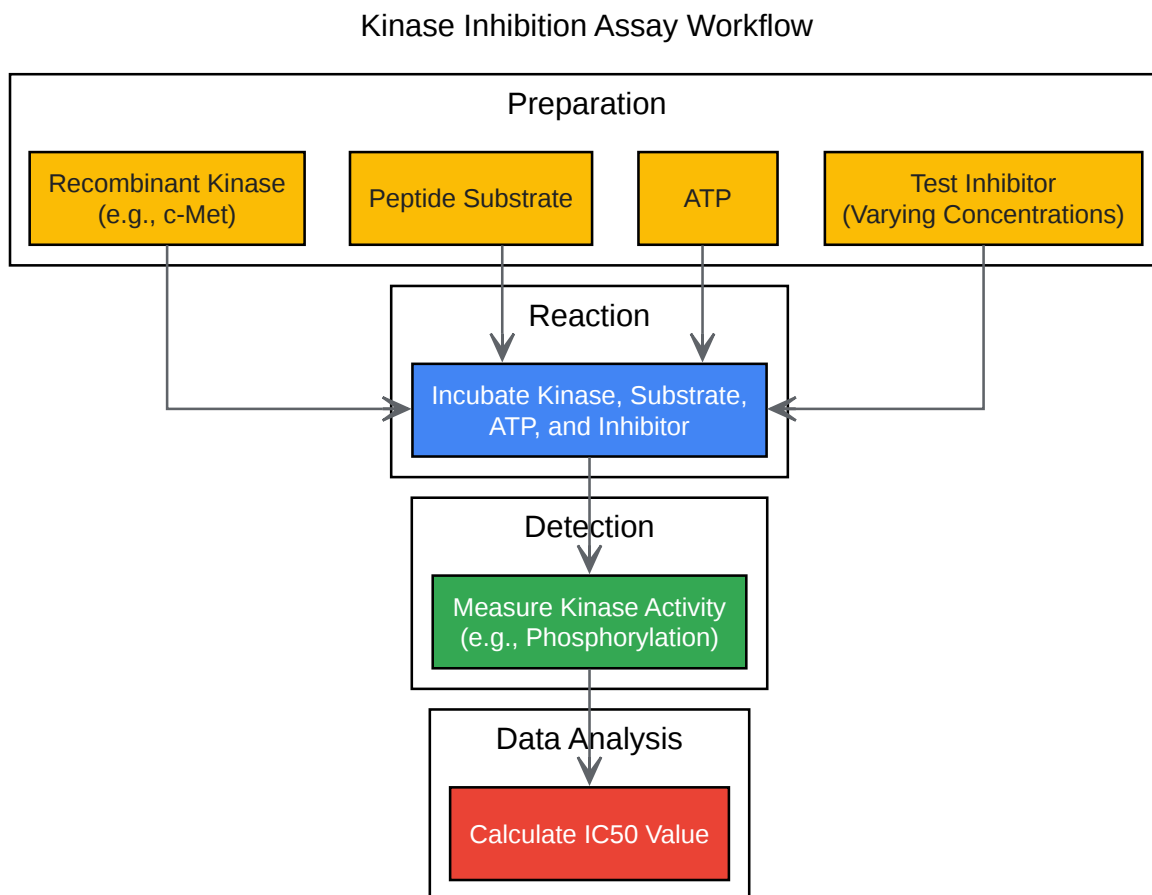 Kinase Inhibition Assay Workflow
Preparation
Recombinant Kinase
(e.g., c-Met)
Peptide Substrate
ATP
Test Inhibitor
(Varying Concentrations)
Reaction
Incubate Kinase, Substrate,
ATP, and Inhibitor
Detection
Measure Kinase Activity
(e.g., Phosphorylation)
Data Analysis
Calculate IC50 Value